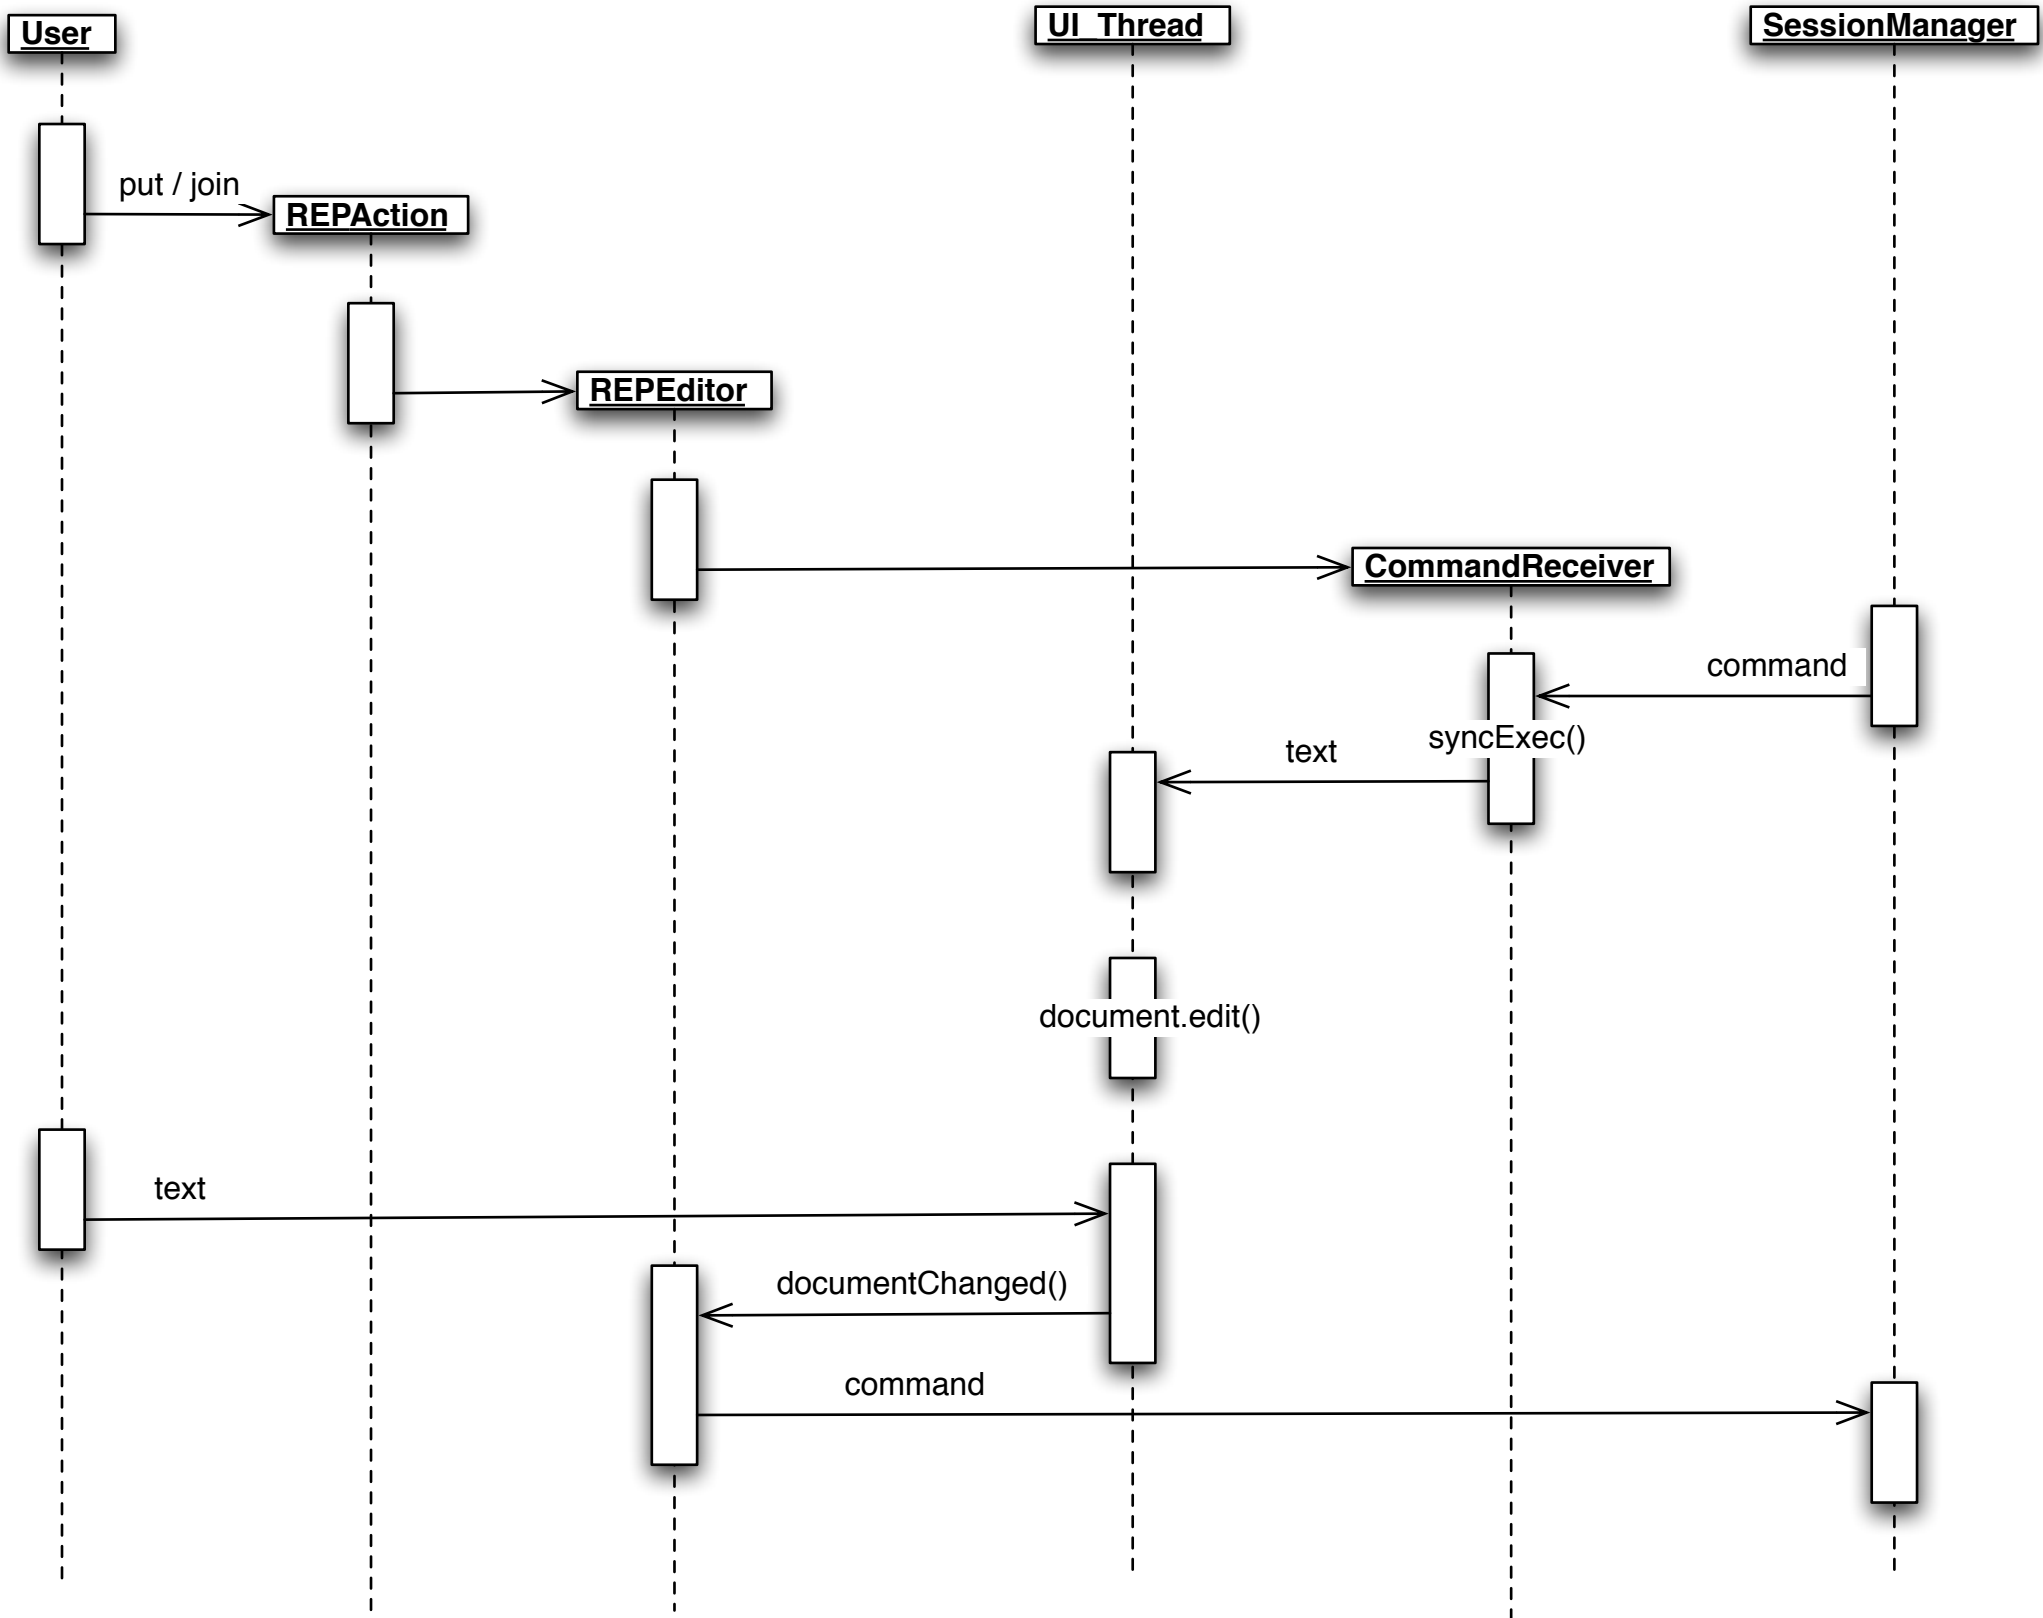 User
UI_Thread
SessionManager
put / join
REPAction
REPEditor
CommandReceiver
command
syncExec()
text
document.edit()
text
documentChanged()
command